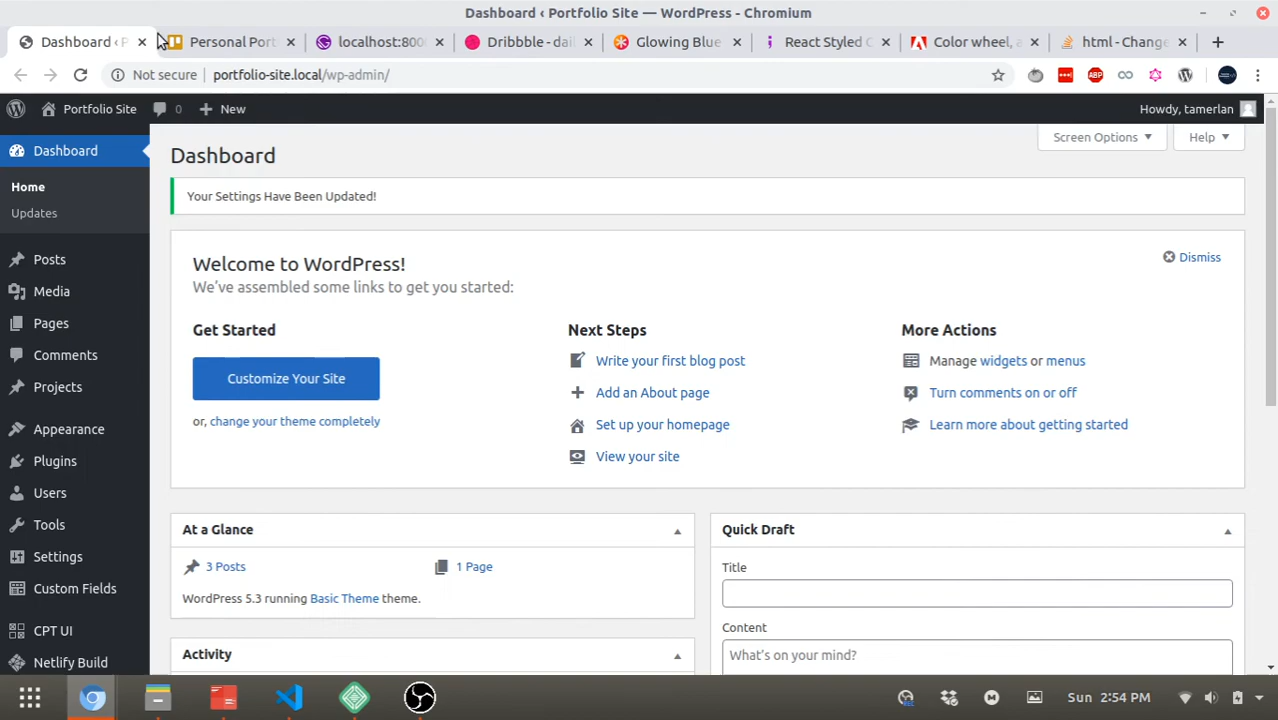 Dashboard ‹ Portfolio Site — WordPress - Chromium
Dashboard ‹ P
Personal Port
localhost:800
Dribbble - dai
Glowing Blue
React Styled C
Color wheel, a
html - Change
Not secure
portfolio-site.local/wp-admin/
ABP
Portfolio Site
0
New
Howdy, tamerlan
Dashboard
Home
Updates
Posts
Media
Pages
Comments
Projects
Appearance
Plugins
Users
Tools
Settings
Custom Fields
CPT UI
Netlify Build
Screen Options
Help
Dashboard
Your Settings Have Been Updated!
Welcome to WordPress!
Dismiss
We've assembled some links to get you started:
Get Started
Customize Your Site
or, change your theme completely
Next Steps
Write your first blog post
Add an About page
Set up your homepage
View your site
More Actions
Manage widgets or menus
Turn comments on or off
Learn more about getting started
At a Glance
3 Posts
1 Page
WordPress 5.3 running Basic Theme theme.
Activity
Quick Draft
Title
Content
What's on your mind?
Sun 2:54 PM